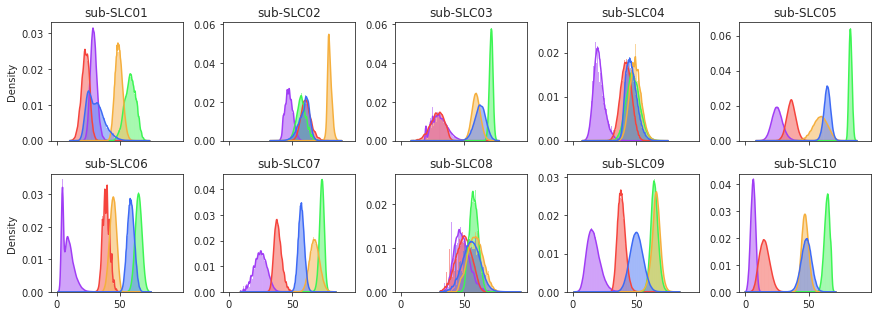 sub-SLC01 sub-SLC02 sub-SLC03 sub-SLC04 sub-SLC05
Density
0.03 0.02 0.01 0.00
0.06 0.04 0.02 0.00
0.06 0.04 0.02 0.00
0.02 0.01 0.00
0.06 0.04 0.02 0.00
sub-SLC06 sub-SLC07 sub-SLC08 sub-SLC09 sub-SLC10
Density
0.03 0.02 0.01 0.00
0.04 0.03 0.02 0.01 0.00
0.02 0.01 0.00
0.03 0.02 0.01 0.00
0.04 0.03 0.02 0.01 0.00
0 50 0 50 0 50 0 50 0 50